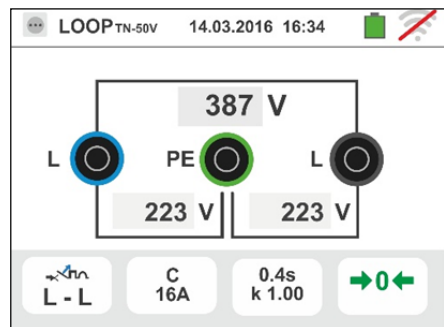 LOOP TN-50V 14.03.2016 16:34
387 V
L PE L
223 V 223 V
L - L
C
16A
0.4s
k 1.00
→0←